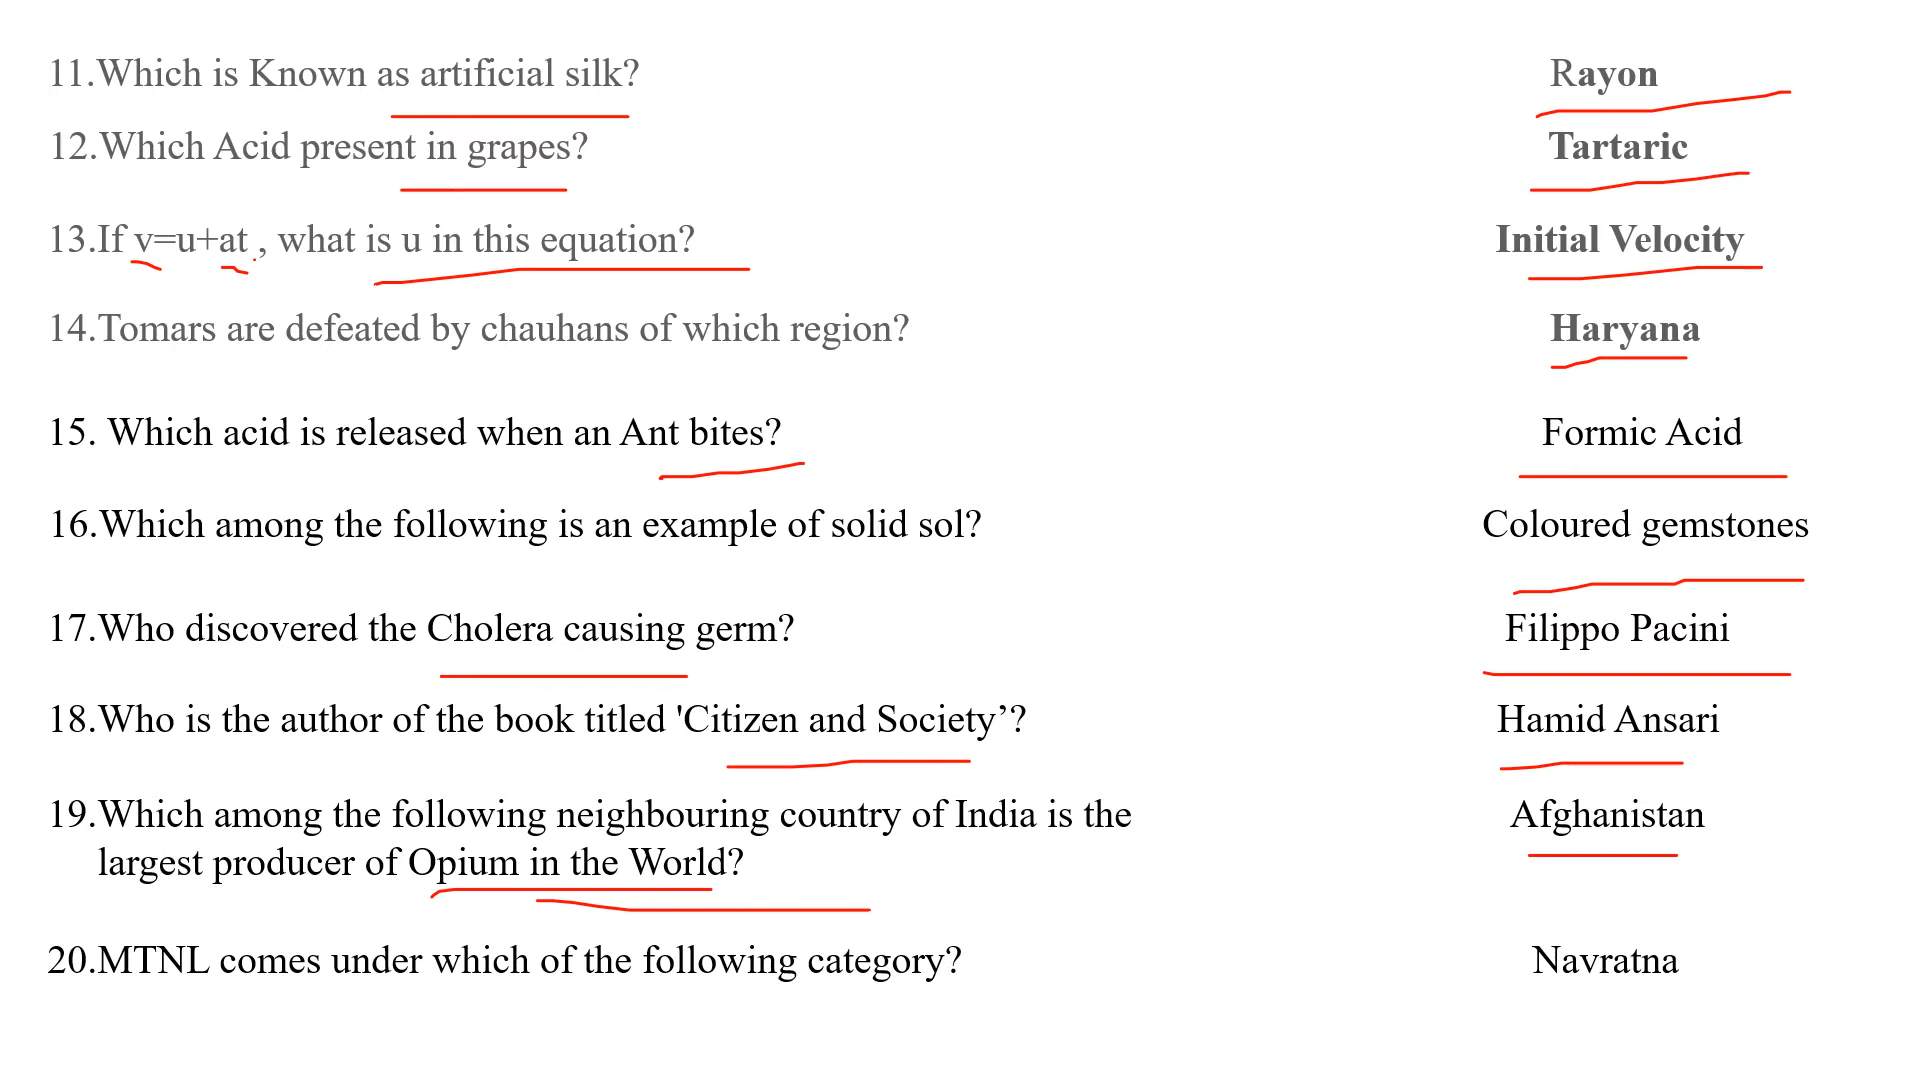 11.Which is Known as artificial silk? Rayon
12.Which Acid present in grapes? Tartaric
13.If v=u+at , what is u in this equation? Initial Velocity
14.Tomars are defeated by chauhans of which region? Haryana
15. Which acid is released when an Ant bites? Formic Acid
16.Which among the following is an example of solid sol? Coloured gemstones
17.Who discovered the Cholera causing germ? Filippo Pacini
18.Who is the author of the book titled 'Citizen and Society’? Hamid Ansari
19.Which among the following neighbouring country of India is the Afghanistan
largest producer of Opium in the World?
20.MTNL comes under which of the following category? Navratna